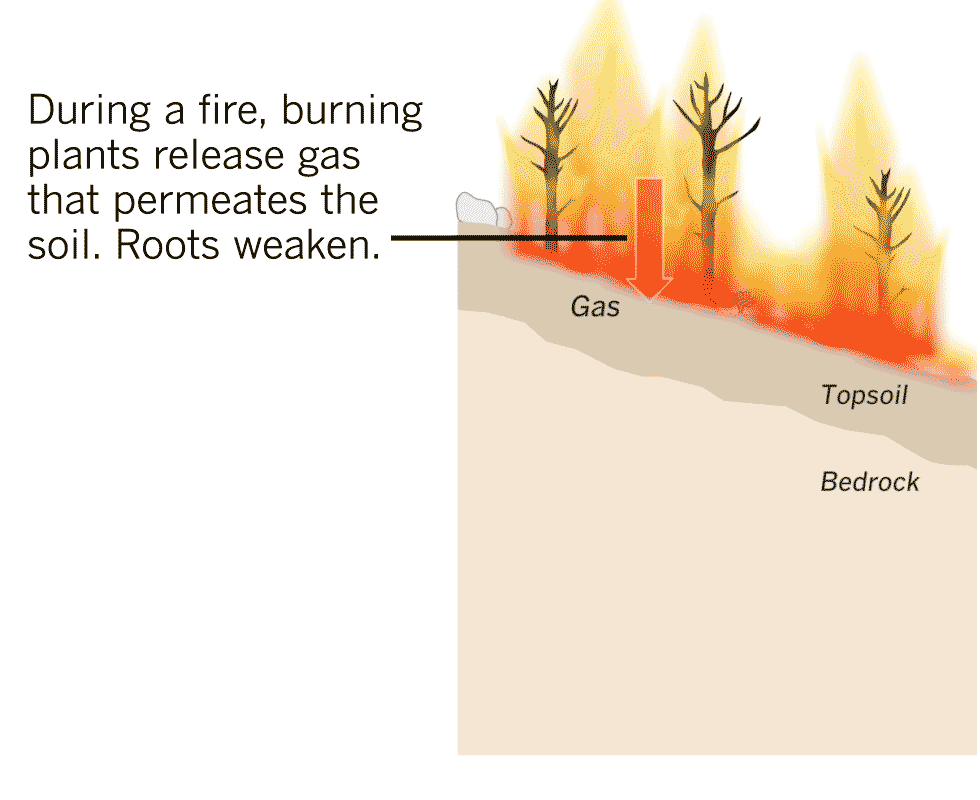 During a fire, burning
plants release gas
that permeates the
soil. Roots weaken.
Gas
Topsoil
Bedrock